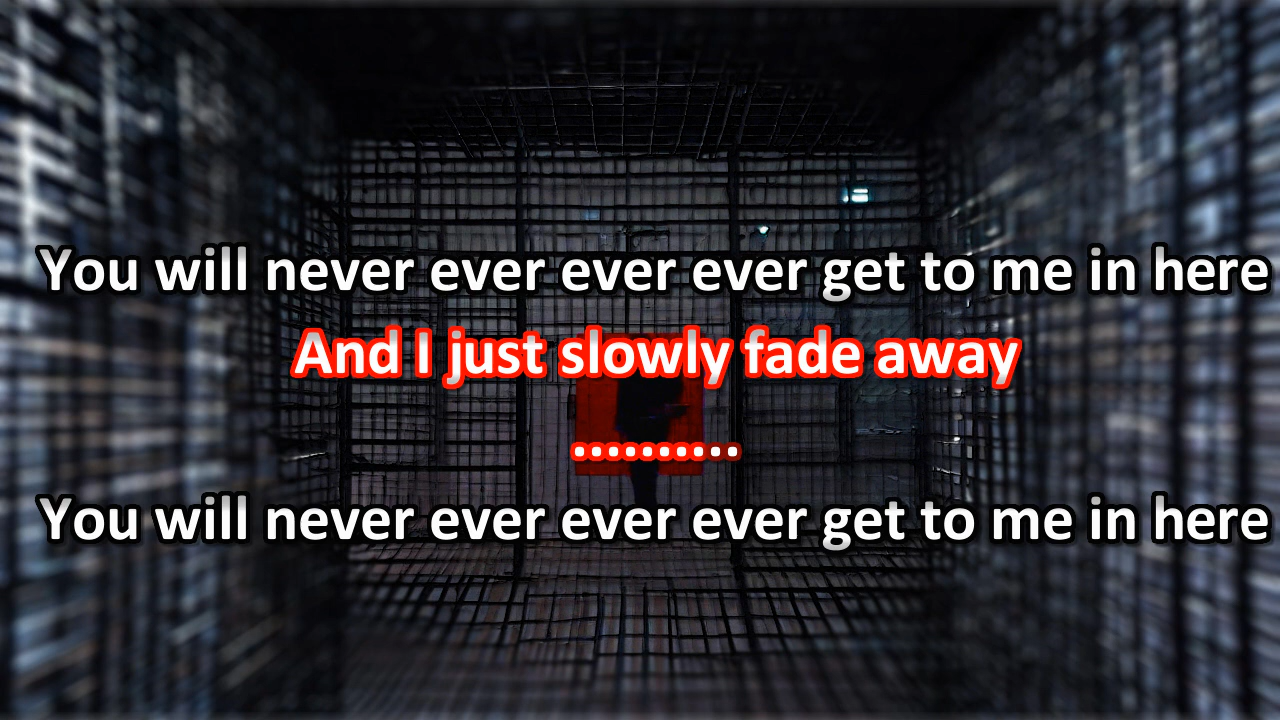 You will never ever ever ever get to me in here
And I just slowly fade away
..........
You will never ever ever ever get to me in here